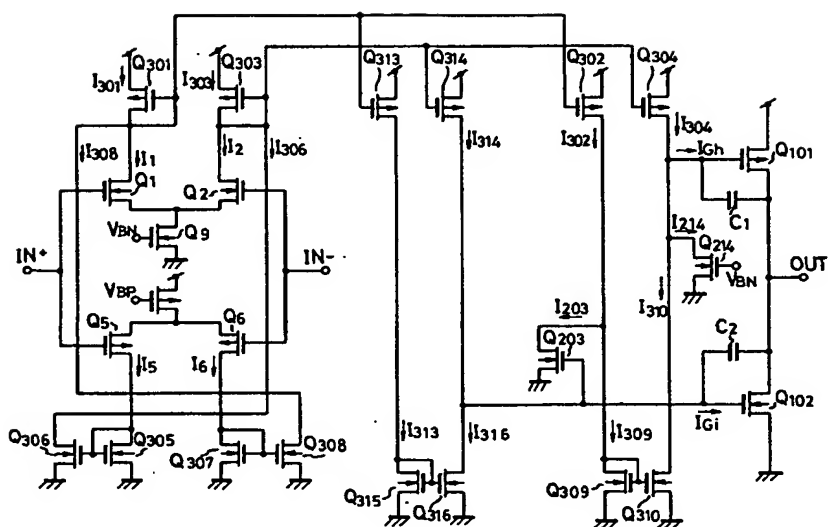 Q313 Q314 Q302 Q304
I301 Q301 I303 Q303
I302 I304
I308 I1 I2 I306 I314 IGh Q101
Q1 Q2
C1
VBN Q9
I214
Q214
IN+ IN- VBN OUT
VBP
I203 I310
Q5 Q6 Q203 C2
I5 I6 Q102
IGi
I313 I316 I309
Q306 Q305 Q307 Q308
Q315 Q316 Q309 Q310